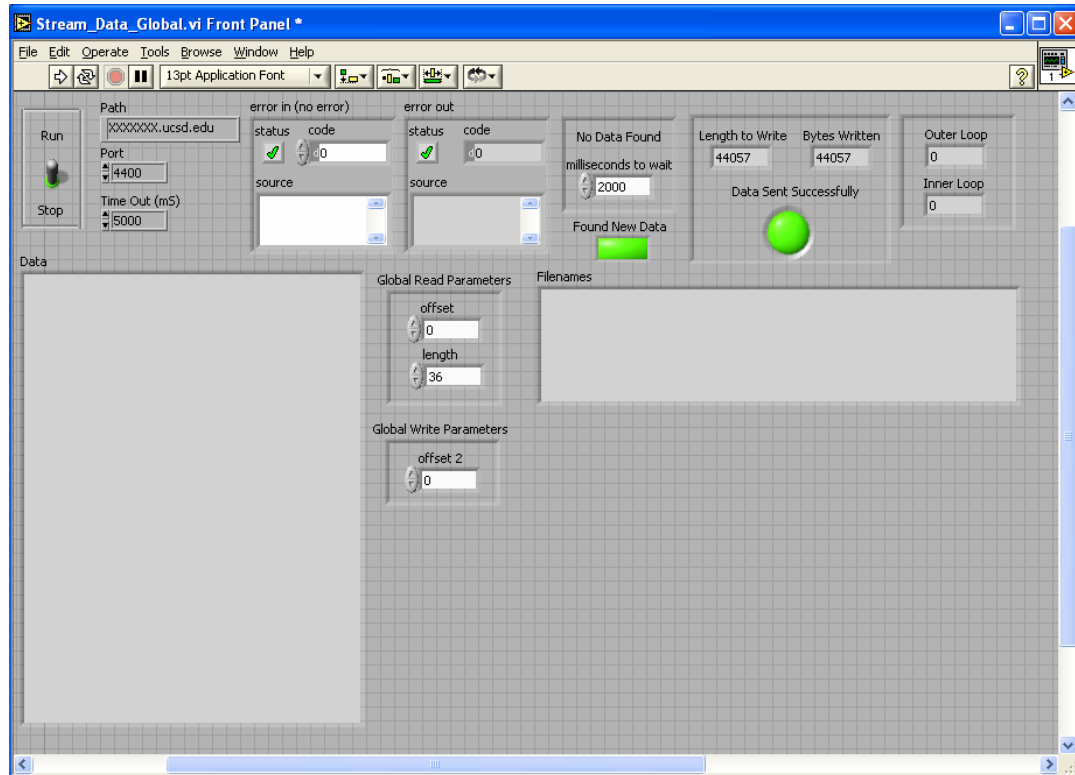 Stream_Data_Global.vi Front Panel *
File Edit Operate Tools Browse Window Help
13pt Application Font
?
1
Run
Stop
Path
XXXXXXX.ucsd.edu
Port
4400
Time Out (mS)
5000
error in (no error)
status code
d0
source
error out
status code
d0
source
No Data Found
milliseconds to wait
2000
Found New Data
Length to Write Bytes Written
44057 44057
Data Sent Successfully
Outer Loop
0
Inner Loop
0
Data
Global Read Parameters
offset
0
length
36
Filenames
Global Write Parameters
offset 2
0